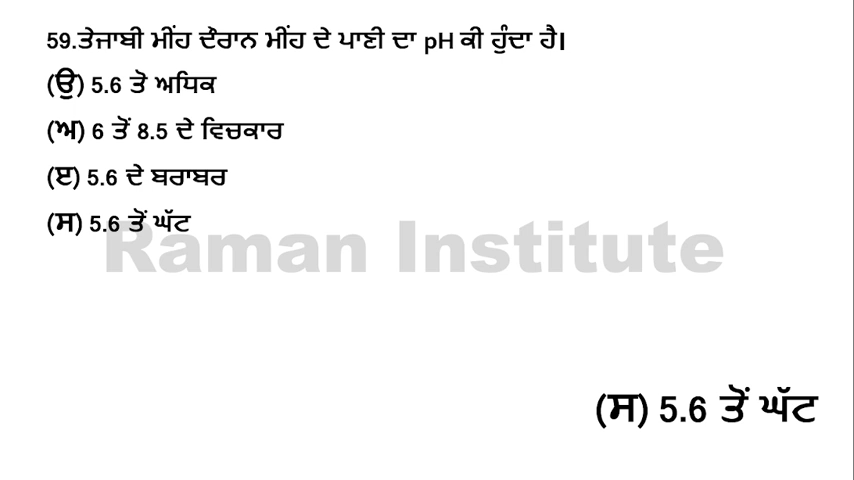 59.ਤੇਜਾਬੀ ਮੀਂਹ ਦੌਰਾਨ ਮੀਂਹ ਦੇ ਪਾਣੀ ਦਾ pH ਕੀ ਹੁੰਦਾ ਹੈ।
(ਉ) 5.6 ਤੋ ਅਧਿਕ
(ਅ) 6 ਤੋਂ 8.5 ਦੇ ਵਿਚਕਾਰ
(ੲ) 5.6 ਦੇ ਬਰਾਬਰ
(ਸ) 5.6 ਤੋਂ ਘੱਟ
Raman Institute
(ਸ) 5.6 ਤੋਂ ਘੱਟ